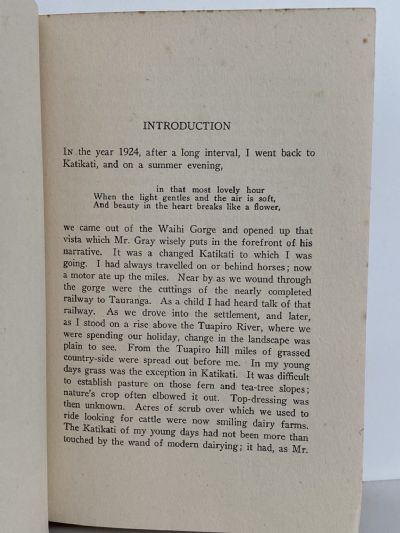 INTRODUCTION
IN the year 1924, after a long interval, I went back to
Katikati, and on a summer evening,
in that most lovely hour
When the light gentles and the air is soft,
And beauty in the heart breaks like a flower,
we came out of the Waihi Gorge and opened up that
vista which Mr. Gray wisely puts in the forefront of his
narrative. It was a changed Katikati to which I was
going. I had always travelled on or behind horses; now
a motor ate up the miles. Near by as we wound through
the gorge were the cuttings of the nearly completed
railway to Tauranga. As a child I had heard talk of that
railway. As we drove into the settlement, and later,
as I stood on a rise above the Tuapiro River, where we
were spending our holiday, change in the landscape was
plain to see. From the Tuapiro hill miles of grassed
country-side were spread out before me. In my young
days grass was the exception in Katikati. It was difficult
to establish pasture on those fern and tea-tree slopes;
nature's crop often elbowed it out. Top-dressing was
then unknown. Acres of scrub over which we used to
ride looking for cattle were now smiling dairy farms.
The Katikati of my young days had not been more than
touched by the wand of modern dairying; it had, as Mr.